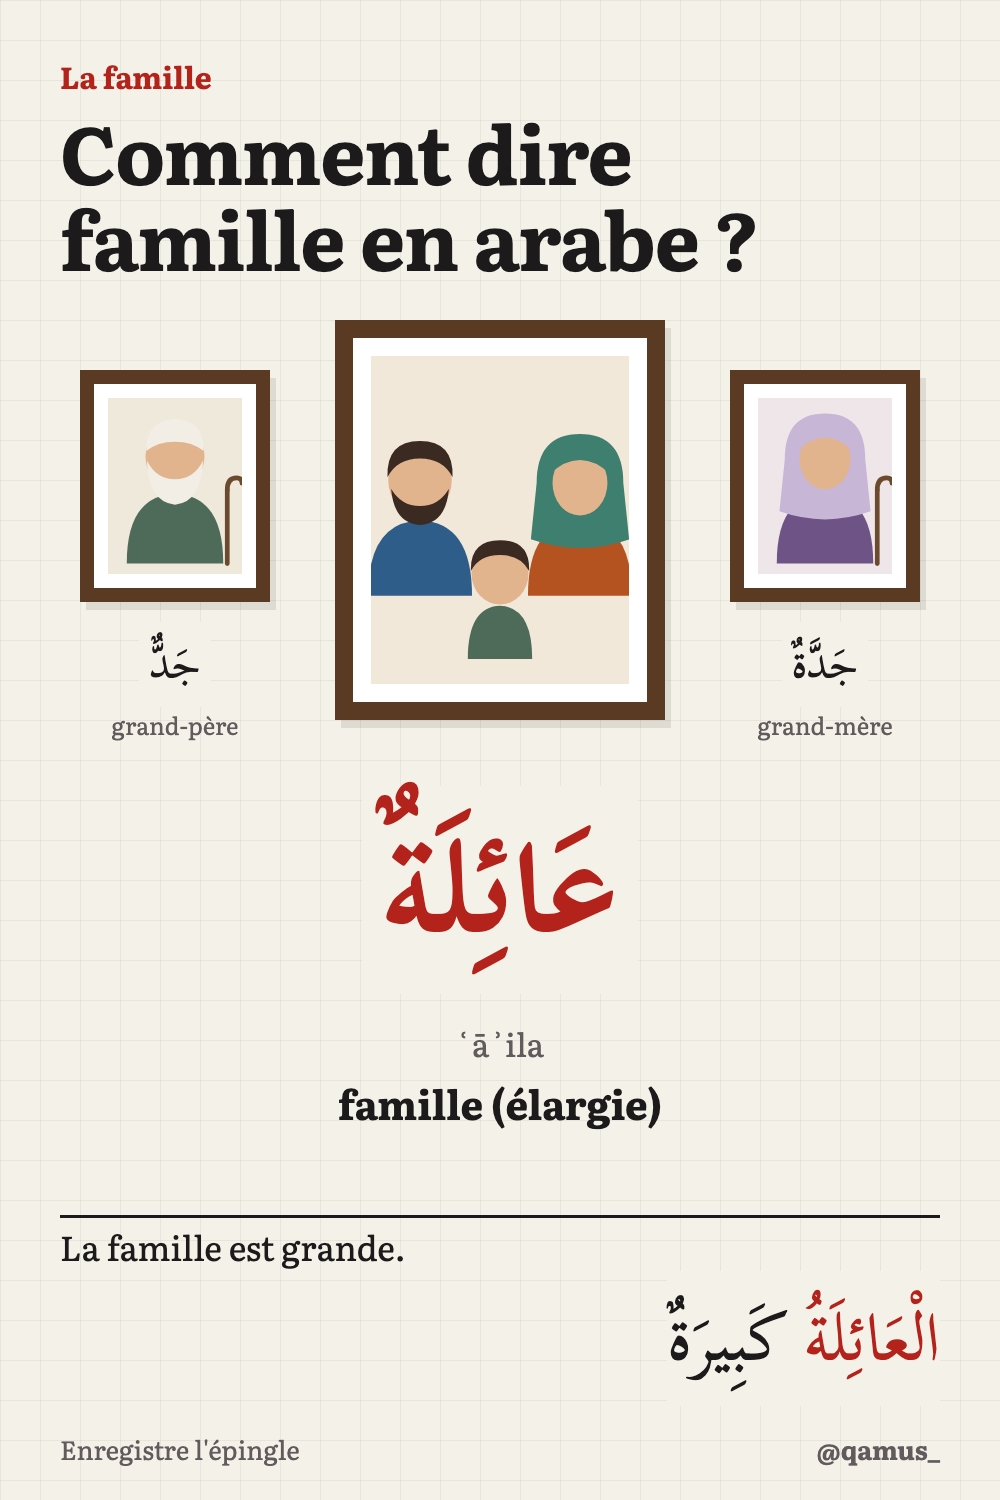 La famille
Comment dire
famille en arabe ?
جَدٌّ
grand-père
جَدَّةٌ
grand-mère
عَائِلَةٌ
ʿāʾila
famille (élargie)
La famille est grande.
الْعَائِلَةُ كَبِيرَةٌ
Enregistre l'épingle
@qamus_